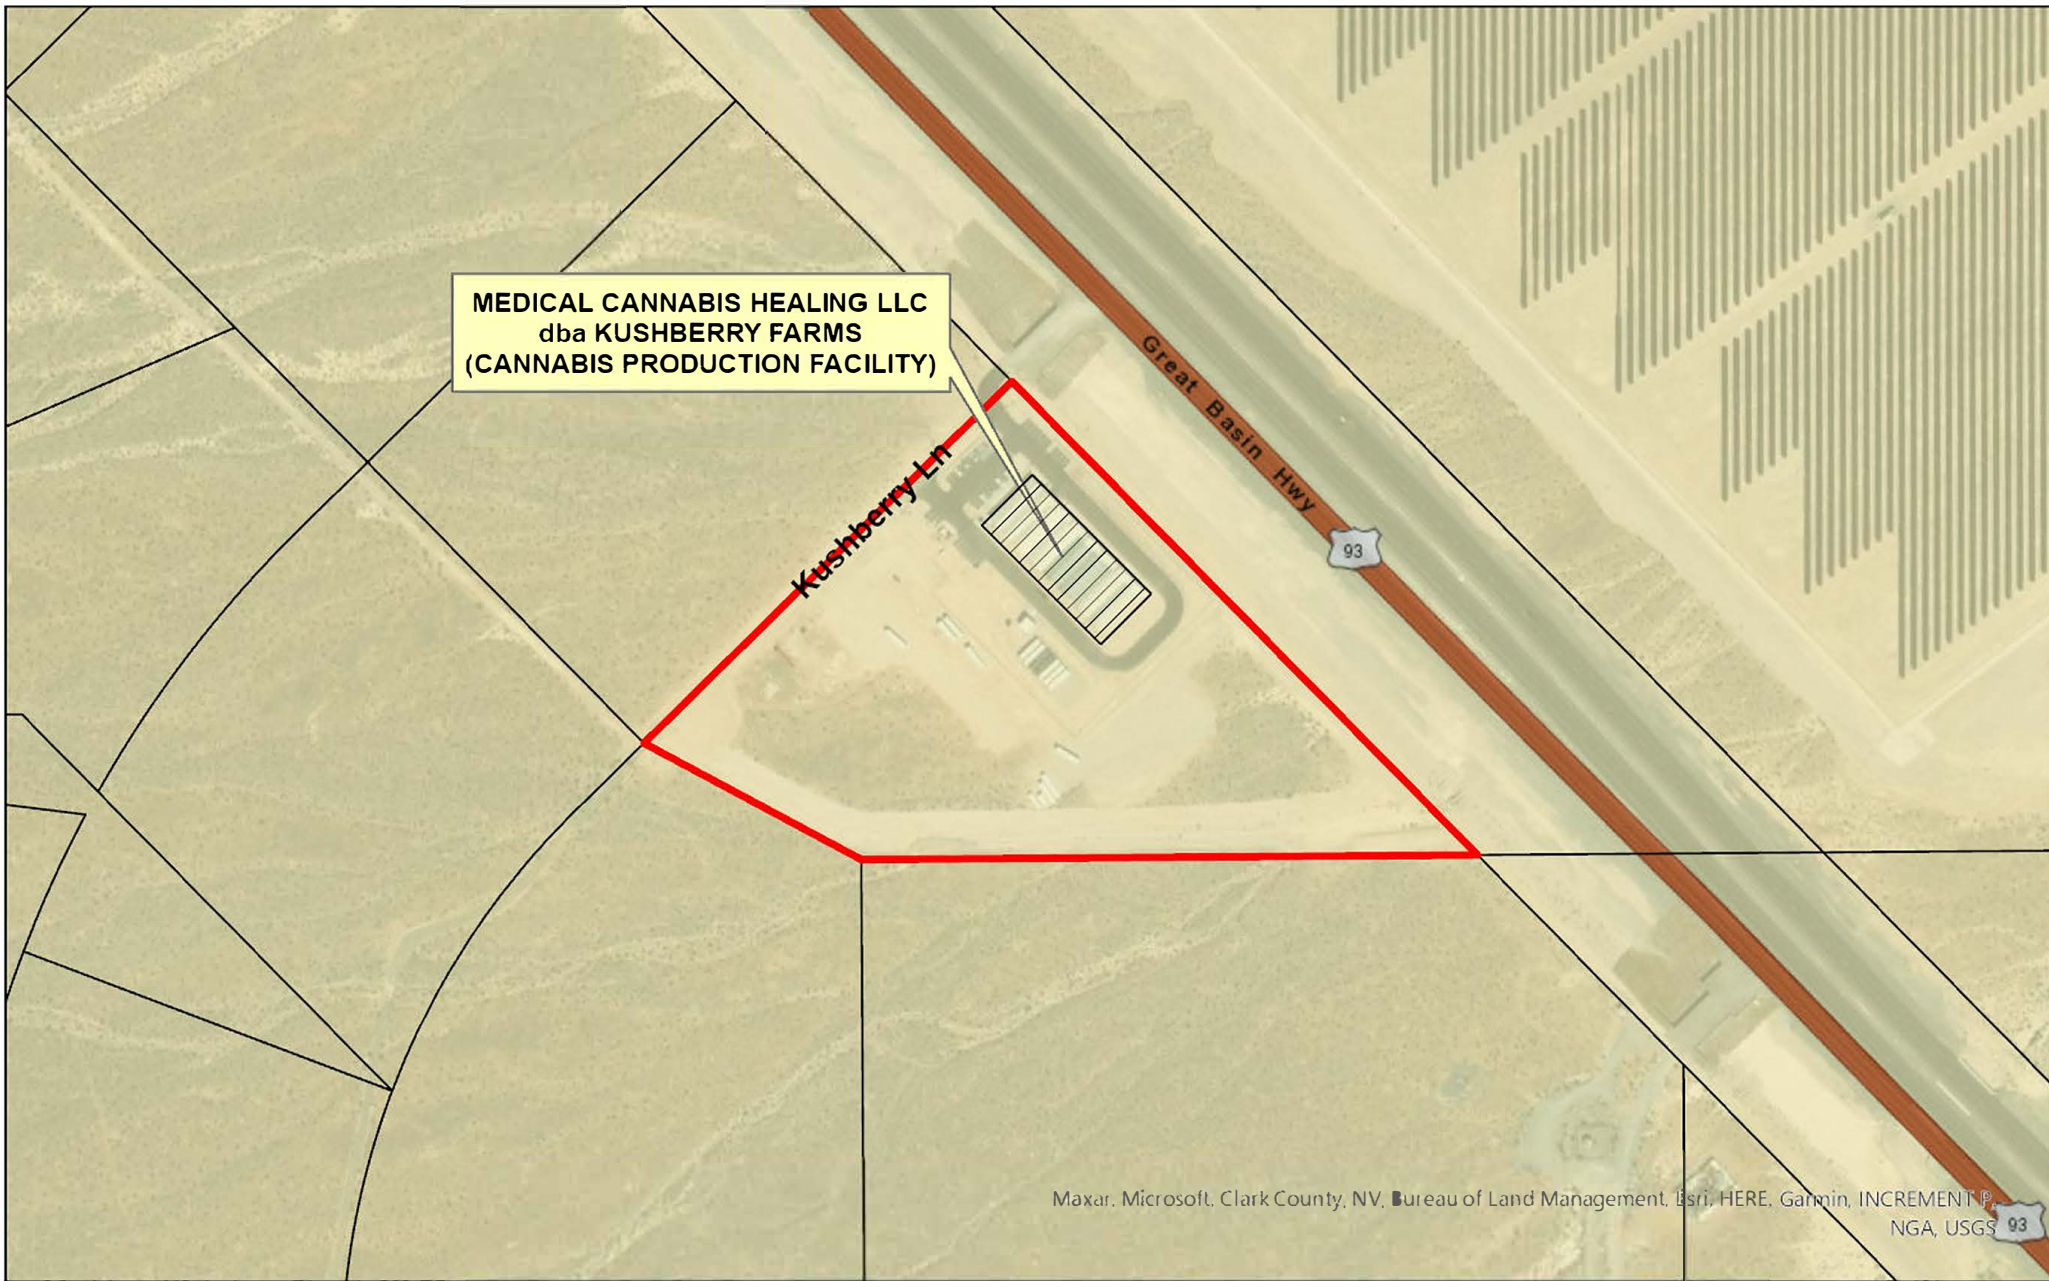 MEDICAL CANNABIS HEALING LLC
dba KUSHBERRY FARMS
(CANNABIS PRODUCTION FACILITY)
Great Basin Hwy
Kushberry Ln
93
Maxar, Microsoft, Clark County, NV, Bureau of Land Management, Esri, HERE, Garmin, INCREMENT P,
NGA, USGS
93